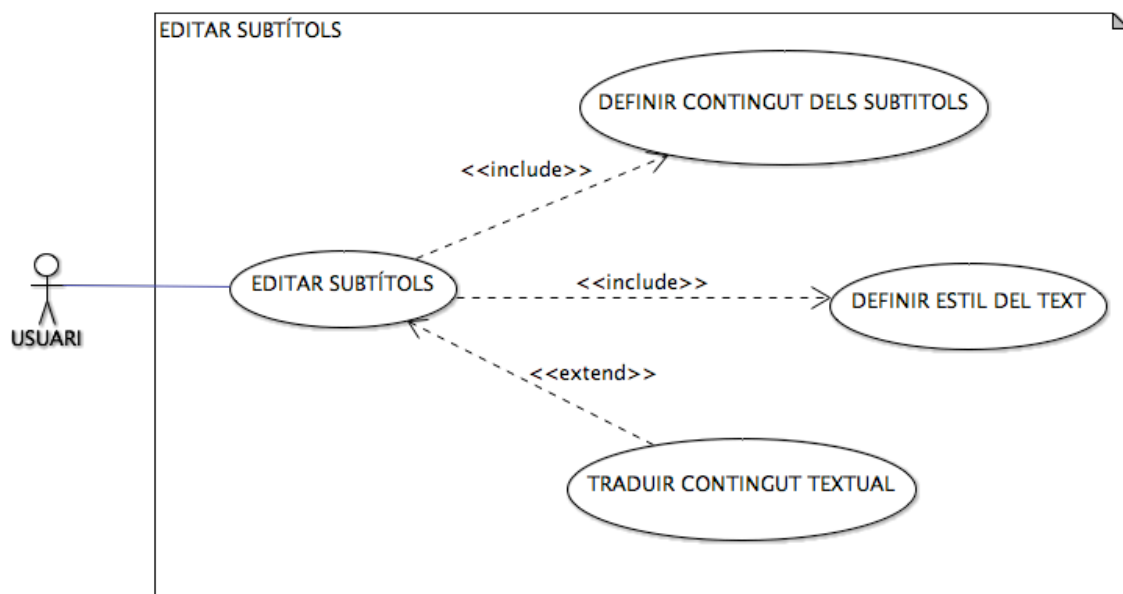 EDITAR SUBTÍTOLS
DEFINIR CONTINGUT DELS SUBTITOLS
<<include>>
EDITAR SUBTÍTOLS
<<include>>
DEFINIR ESTIL DEL TEXT
USUARI
<<extend>>
TRADUIR CONTINGUT TEXTUAL